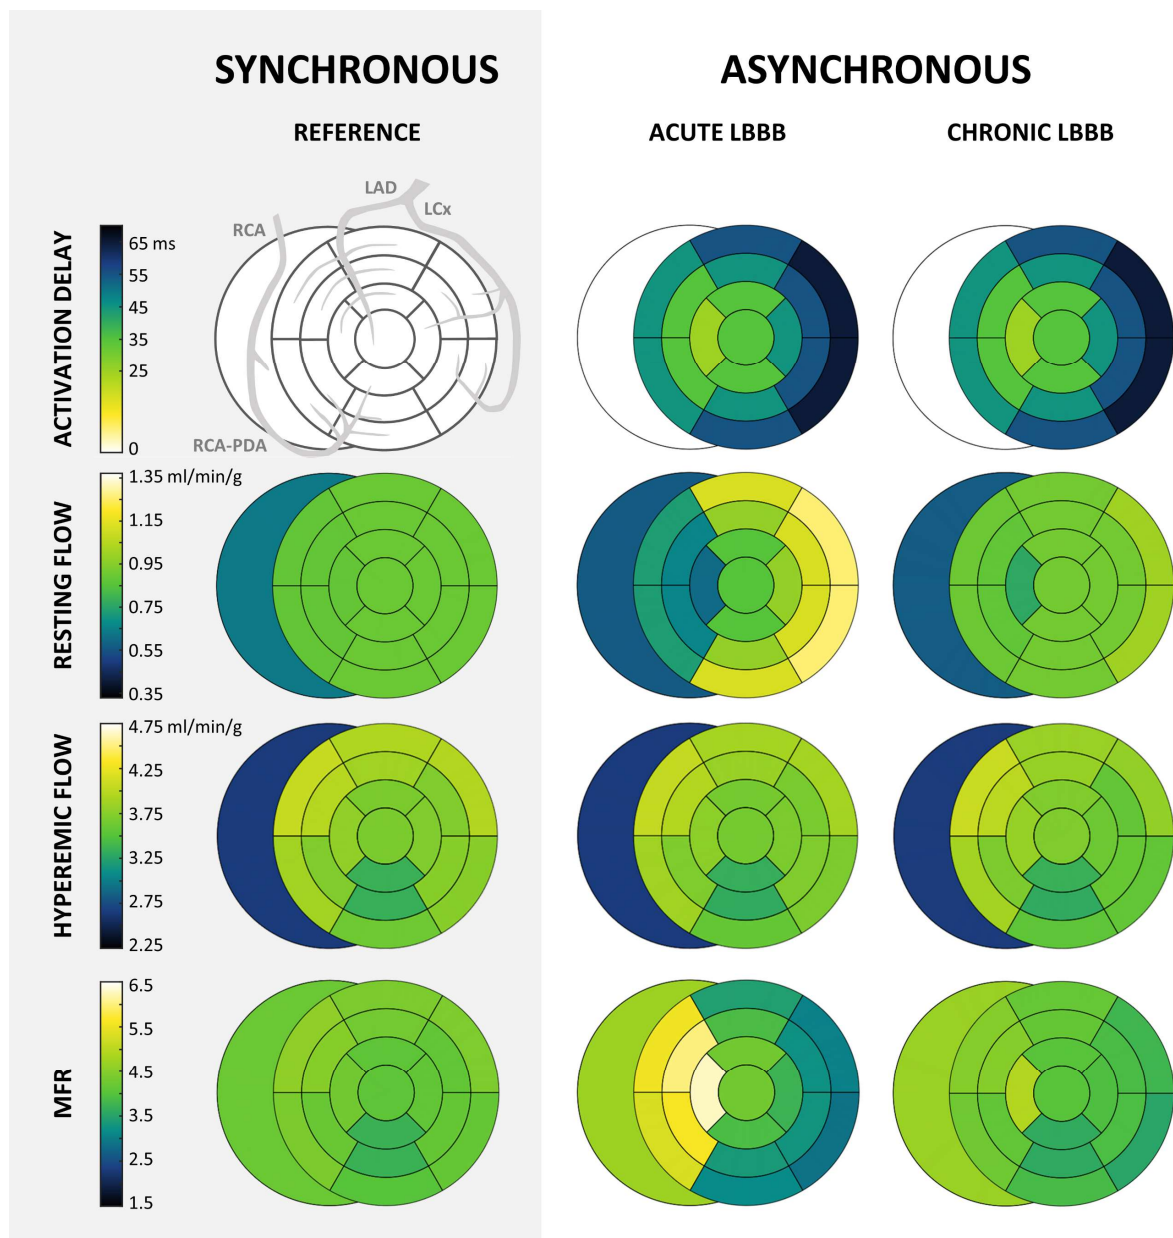 SYNCHRONOUS
ASYNCHRONOUS
REFERENCE
ACUTE LBBB
CHRONIC LBBB
ACTIVATION DELAY
65 ms
55
45
35
25
0
RCA
LAD
LCx
RCA-PDA
RESTING FLOW
1.35 ml/min/g
1.15
0.95
0.75
0.55
0.35
HYPEREMIC FLOW
4.75 ml/min/g
4.25
3.75
3.25
2.75
2.25
MFR
6.5
5.5
4.5
3.5
2.5
1.5